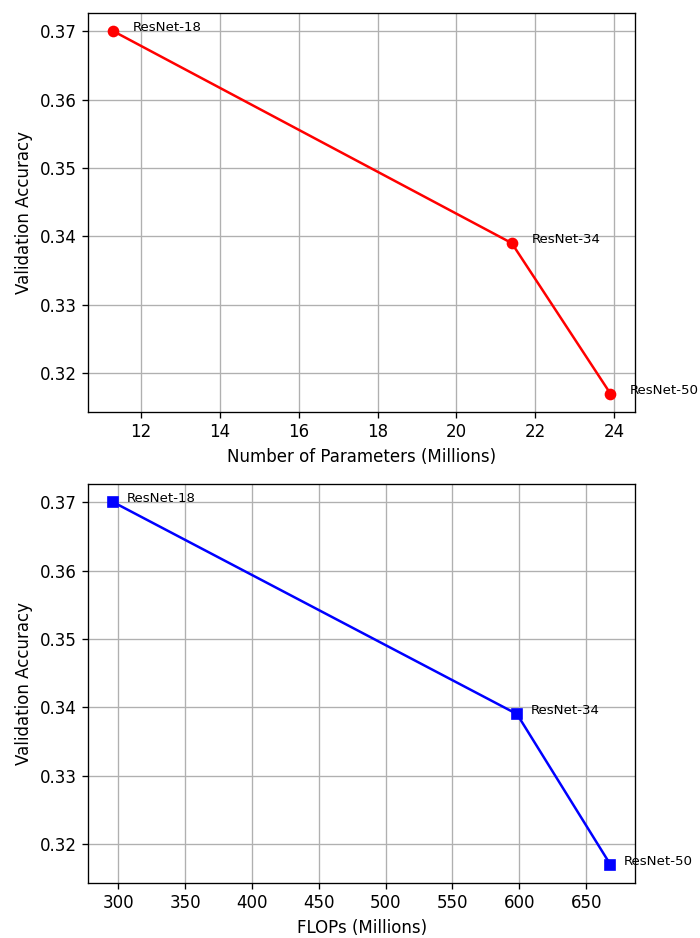 0.37
0.36
0.35
0.34
0.33
0.32
Validation Accuracy
ResNet-18
ResNet-34
ResNet-50
12 14 16 18 20 22 24
Number of Parameters (Millions)
0.37
0.36
0.35
0.34
0.33
0.32
Validation Accuracy
ResNet-18
ResNet-34
ResNet-50
300 350 400 450 500 550 600 650
FLOPs (Millions)